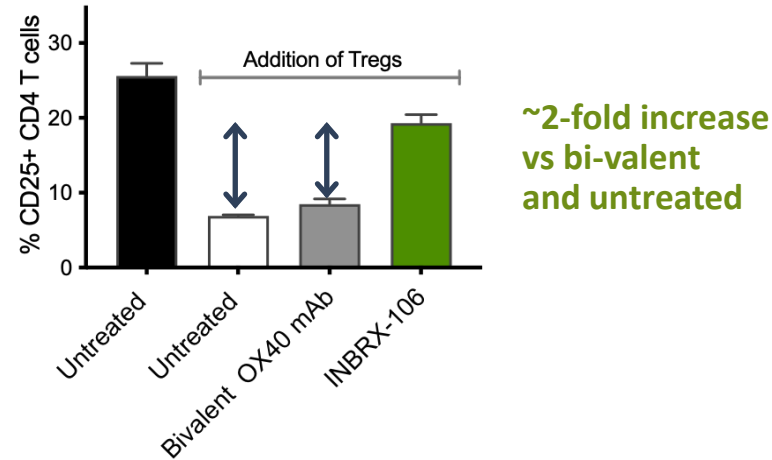 % CD25+ CD4 T cells
30
20
10
0
Addition of Tregs
Untreated
Untreated
Bivalent OX40 mAb
INBRX-106
~2-fold increase
vs bi-valent
and untreated